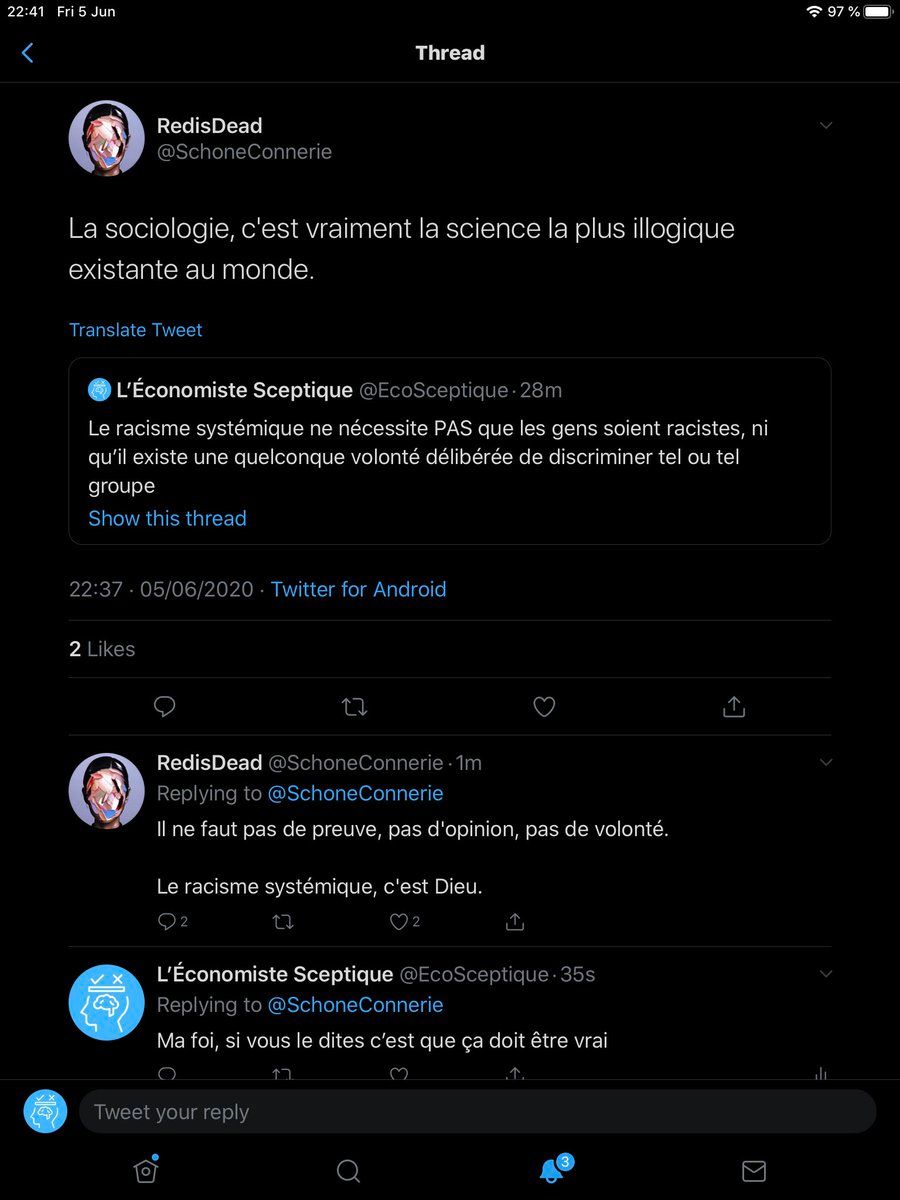 22:41 Fri 5 Jun
97 %
Thread
RedisDead
@SchoneConnerie
La sociologie, c'est vraiment la science la plus illogique
existante au monde.
Translate Tweet
L’Économiste Sceptique @EcoSceptique · 28m
Le racisme systémique ne nécessite PAS que les gens soient racistes, ni
qu’il existe une quelconque volonté délibérée de discriminer tel ou tel
groupe
Show this thread
22:37 · 05/06/2020 · Twitter for Android
2 Likes
RedisDead @SchoneConnerie · 1m
Replying to @SchoneConnerie
Il ne faut pas de preuve, pas d'opinion, pas de volonté.
Le racisme systémique, c'est Dieu.
2 2
L’Économiste Sceptique @EcoSceptique · 35s
Replying to @SchoneConnerie
Ma foi, si vous le dites c’est que ça doit être vrai
Tweet your reply
3